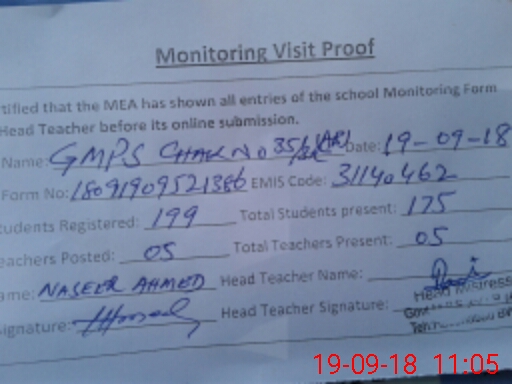 Monitoring Visit Proof
rtified that the MEA has shown all entries of the school Monitoring Form
Head Teacher before its online submission.
Name: GMPS CHAK NO 35/ Date: 19-09-18
Form No: EMIS Code: 31140462
udents Registered: 199 Total Students present: 175
eachers Posted: 05 Total Teachers Present: 05
ame: NASEER AHMED Head Teacher Name:
ignature: Head Teacher Signature:
Head Mistress
19-09-18 11:05